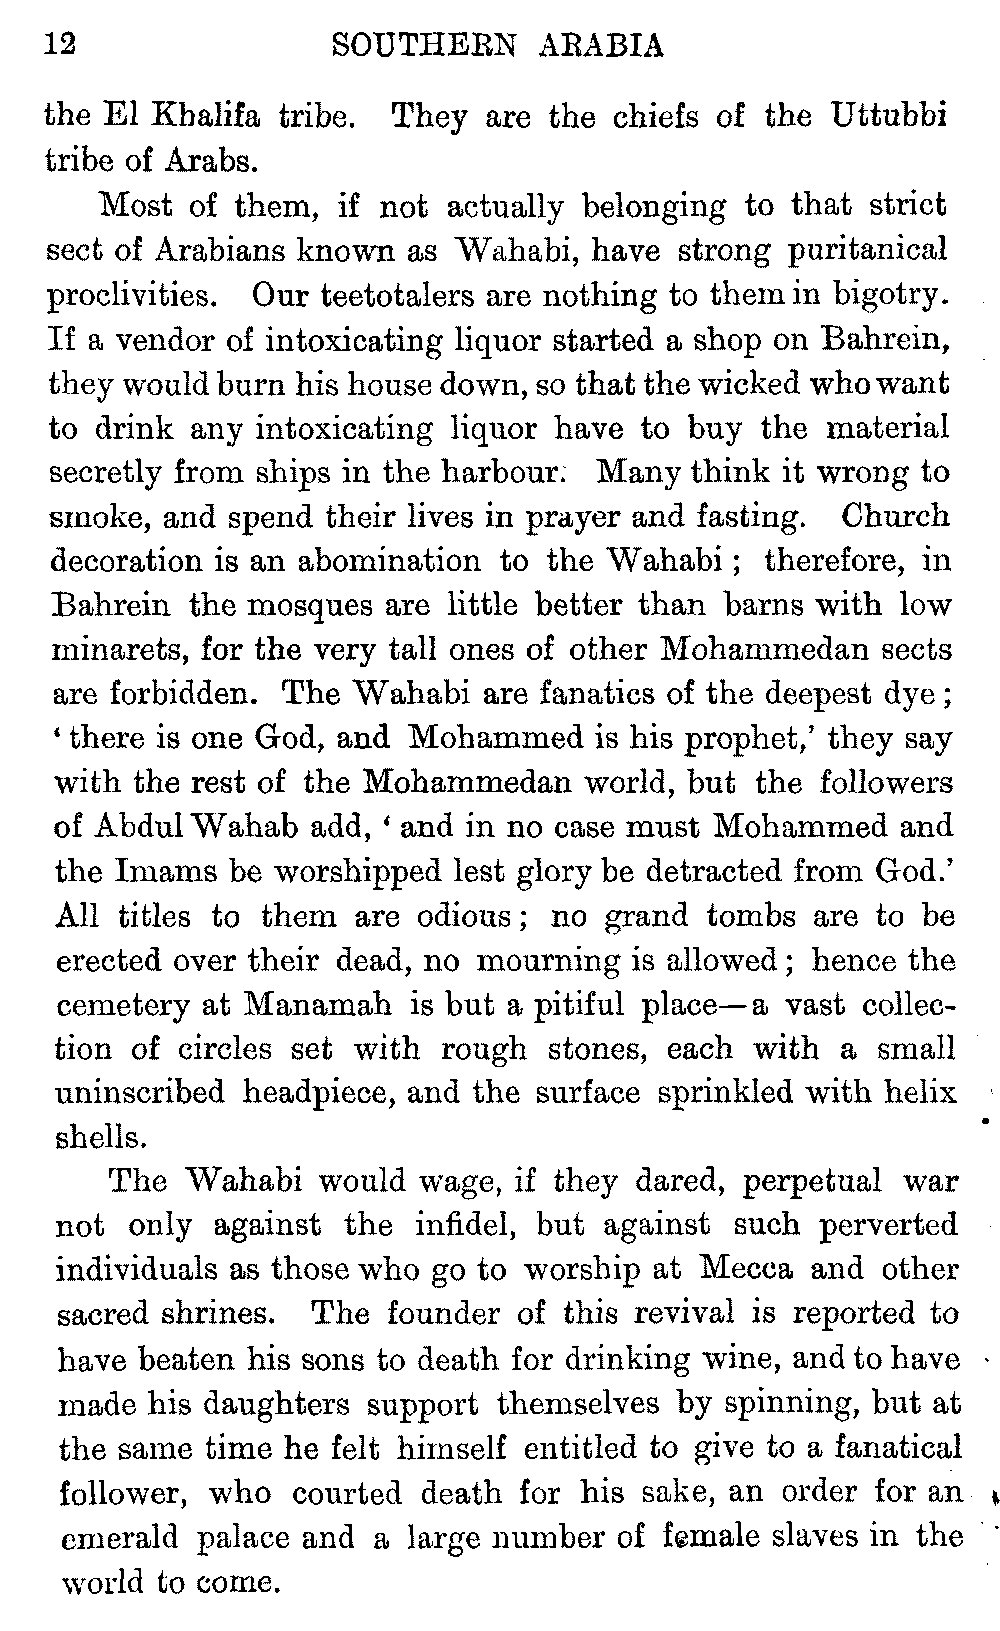 12 SOUTHERN ARABIA
the El Khalifa tribe. They are the chiefs of the Uttubbi
tribe of Arabs.
Most of them, if not actually belonging to that strict
sect of Arabians known as Wahabi, have strong puritanical
proclivities. Our teetotalers are nothing to them in bigotry.
If a vendor of intoxicating liquor started a shop on Bahrein,
they would burn his house down, so that the wicked who want
to drink any intoxicating liquor have to buy the material
secretly from ships in the harbour. Many think it wrong to
smoke, and spend their lives in prayer and fasting. Church
decoration is an abomination to the Wahabi ; therefore, in
Bahrein the mosques are little better than barns with low
minarets, for the very tall ones of other Mohammedan sects
are forbidden. The Wahabi are fanatics of the deepest dye ;
‘ there is one God, and Mohammed is his prophet,’ they say
with the rest of the Mohammedan world, but the followers
of Abdul Wahab add, ‘ and in no case must Mohammed and
the Imams be worshipped lest glory be detracted from God.’
All titles to them are odious ; no grand tombs are to be
erected over their dead, no mourning is allowed ; hence the
cemetery at Manamah is but a pitiful place—a vast collec-
tion of circles set with rough stones, each with a small
uninscribed headpiece, and the surface sprinkled with helix
shells.
The Wahabi would wage, if they dared, perpetual war
not only against the infidel, but against such perverted
individuals as those who go to worship at Mecca and other
sacred shrines. The founder of this revival is reported to
have beaten his sons to death for drinking wine, and to have
made his daughters support themselves by spinning, but at
the same time he felt himself entitled to give to a fanatical
follower, who courted death for his sake, an order for an
emerald palace and a large number of female slaves in the
world to come.